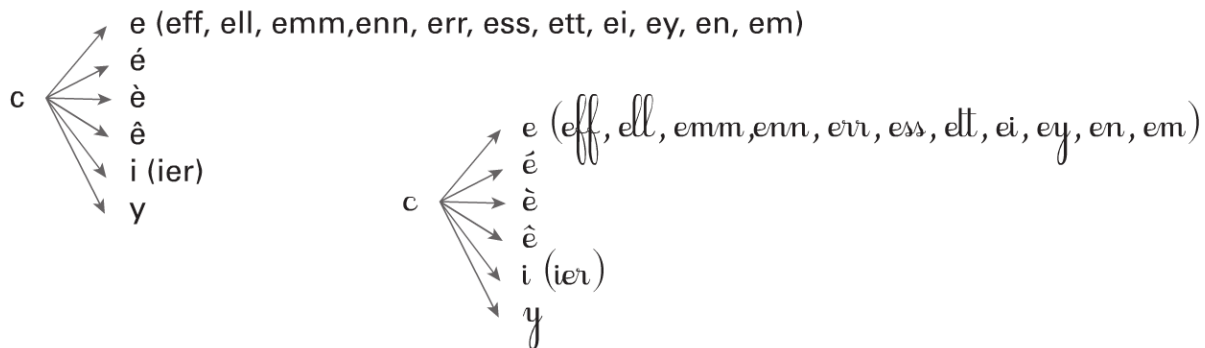 e (eff, ell, emm,enn, err, ess, ett, ei, ey, en, em)
é
c
è
ê
i (ier)
y
e (eff, ell, emm,enn, err, ess, ett, ei, ey, en, em)
é
c
è
ê
i (ier)
y